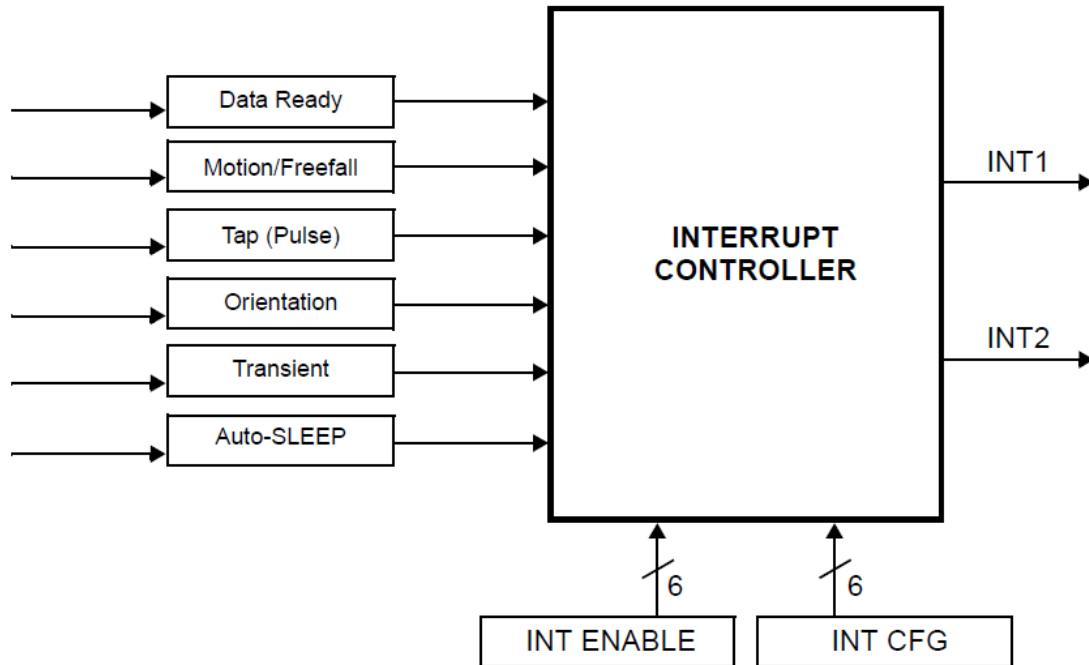 Data Ready
Motion/Freefall
Tap (Pulse)
Orientation
Transient
Auto-SLEEP
INTERRUPT
CONTROLLER
INT1
INT2
6
6
INT ENABLE
INT CFG